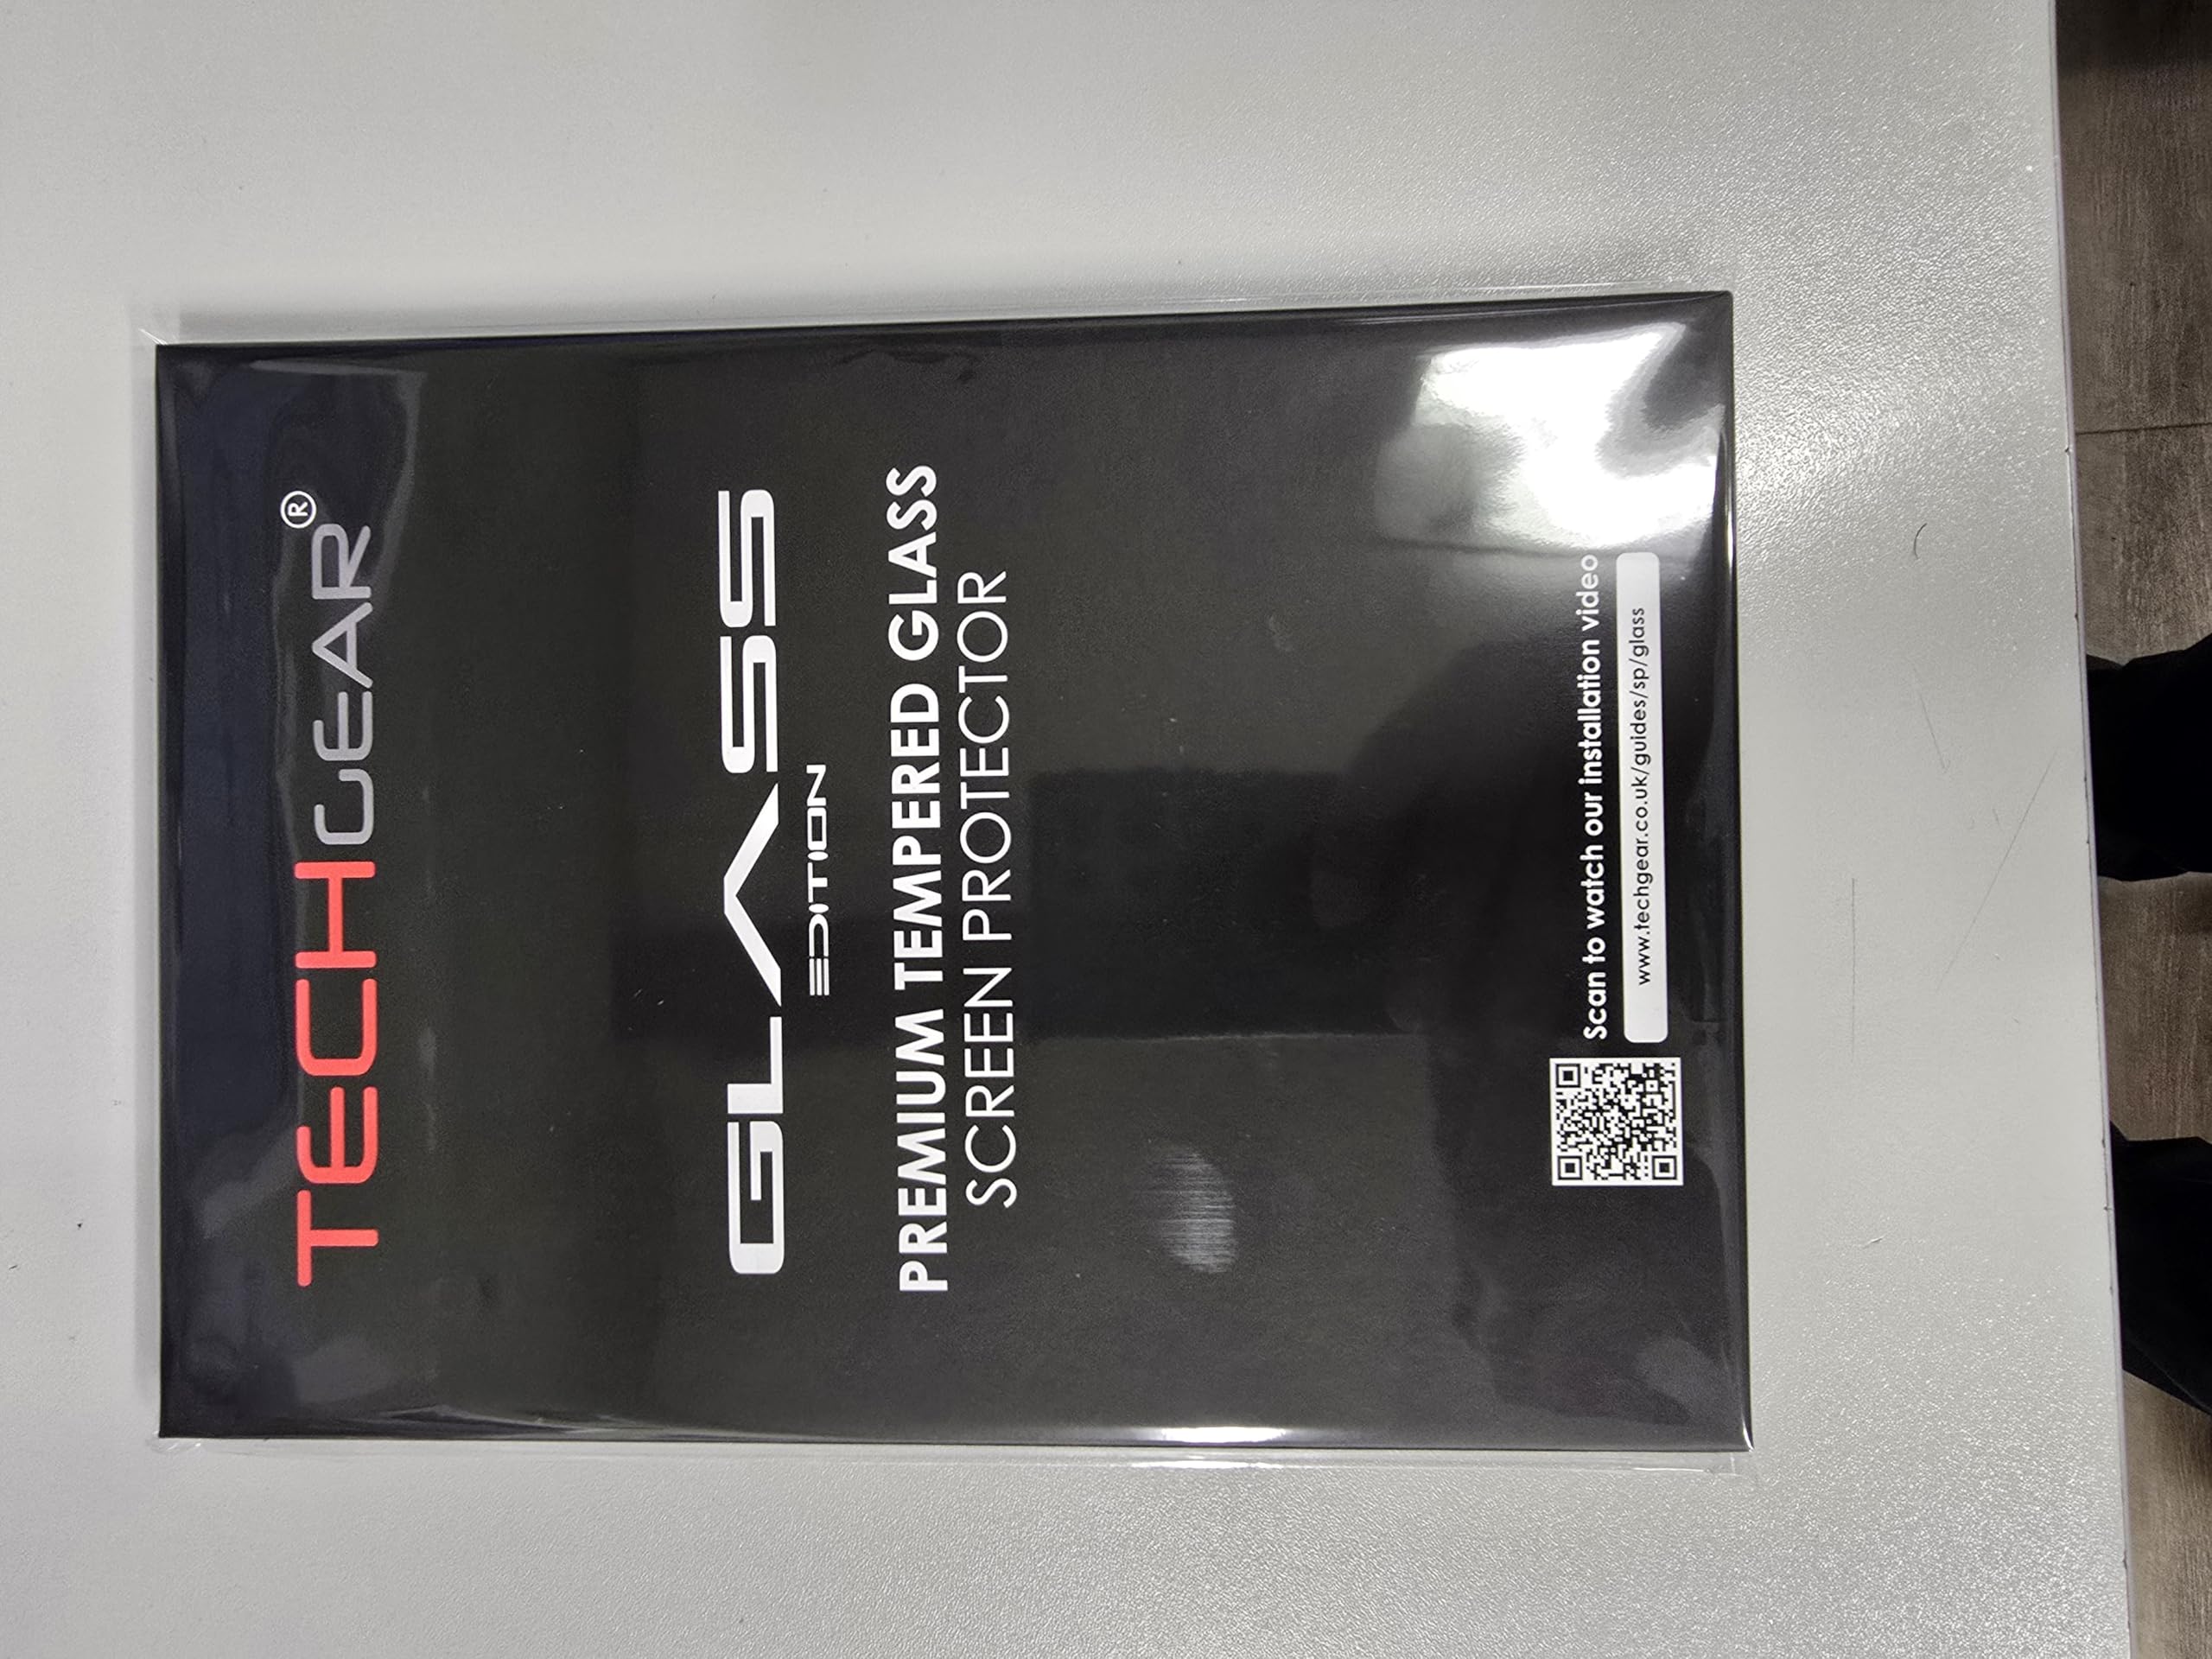 TECHGEAR®
GLASS
EDITION
PREMIUM TEMPERED GLASS
SCREEN PROTECTOR
Scan to watch our installation video
www.techgear.co.uk/guides/sp/glass